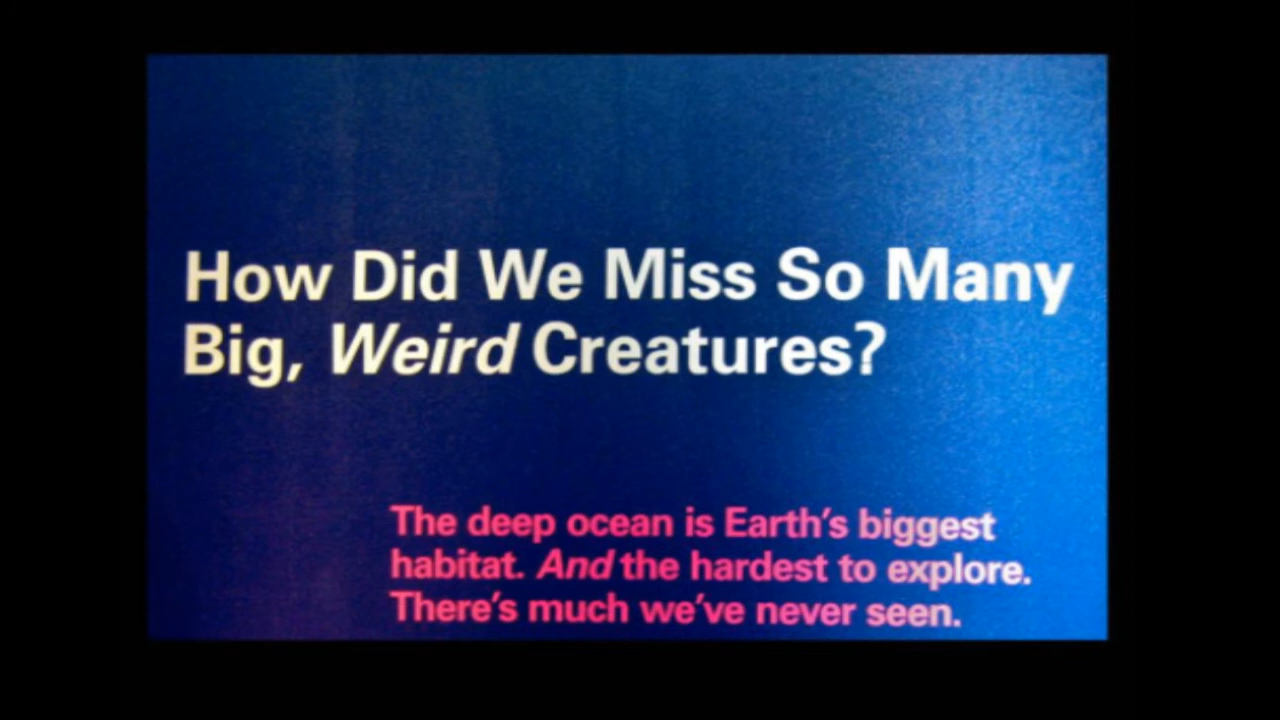 How Did We Miss So Many
Big, Weird Creatures?
The deep ocean is Earth's biggest
habitat. And the hardest to explore.
There's much we've never seen.